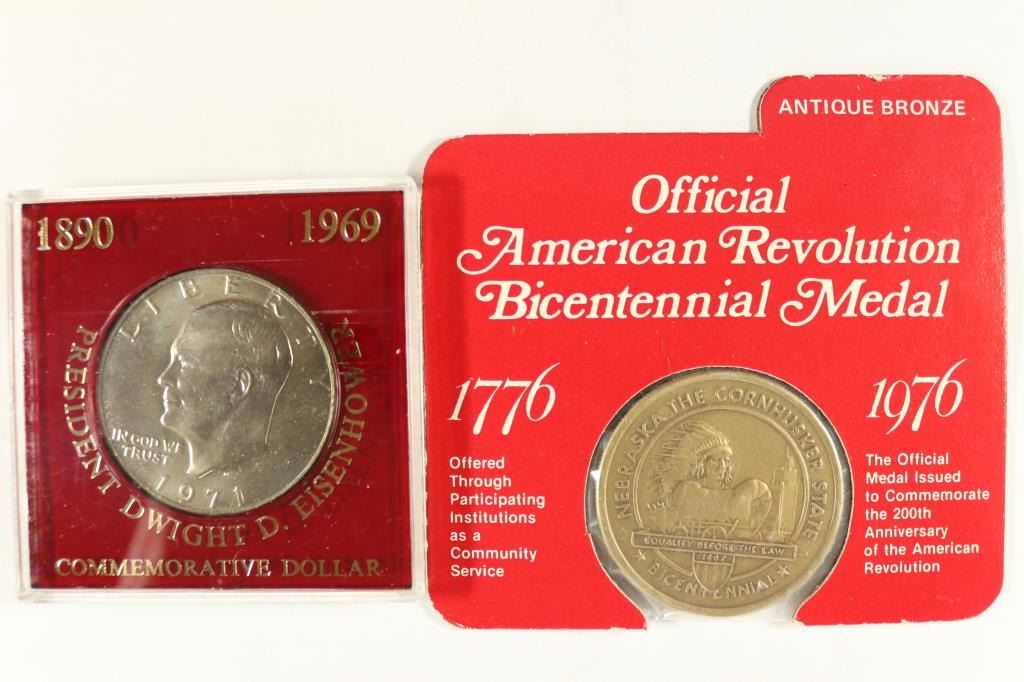 1890 1969
LIBERTY
IN GOD WE
TRUST
1971
PRESIDENT DWIGHT D. EISENHOWER
COMMEMORATIVE DOLLAR
ANTIQUE BRONZE
Official
American Revolution
Bicentennial Medal
1776
1976
Offered
Through
Participating
Institutions
as a
Community
Service
NEBRASKA THE CORNHUSKER STATE
EQUALITY BEFORE THE LAW
1867
★ BICENTENNIAL ★
The Official
Medal Issued
to Commemorate
the 200th
Anniversary
of the American
Revolution